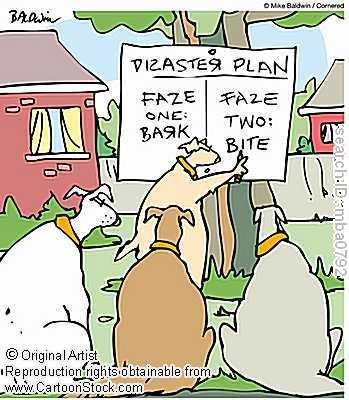 BALDWIN
© Mike Baldwin / Cornered
DIZASTER PLAN
FAZE
ONE:
BARK
FAZE
TWO:
BITE
search ID: mba0792
© Original Artist
Reproduction rights obtainable from
www.CartoonStock.com